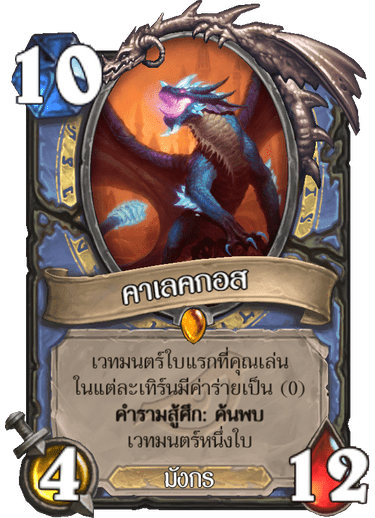 10
คาเลคกอส
เวทมนตร์ใบแรกที่คุณเล่น
ในแต่ละเทิร์นมีค่าร่ายเป็น (0)
คำรามสู้ศึก: ค้นพบ
เวทมนตร์หนึ่งใบ
4
มังกร
12